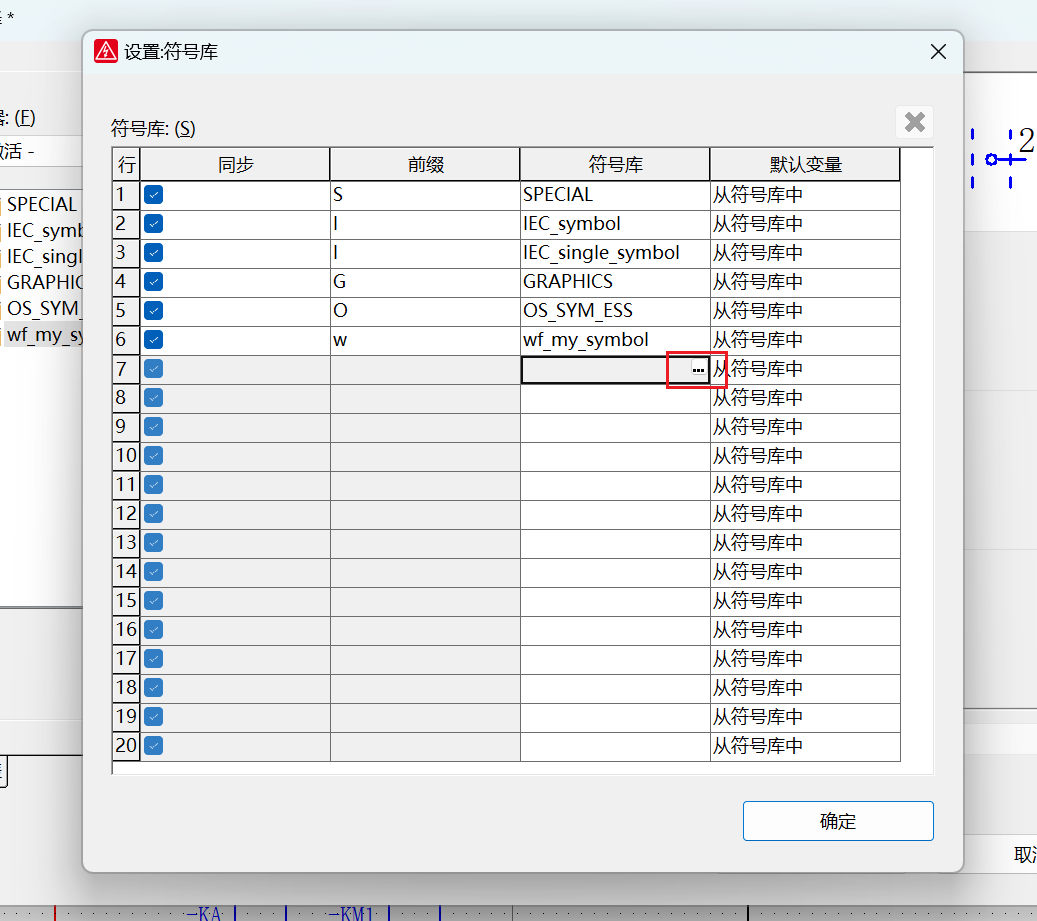 *
设置:符号库
(F)
符号库: (S)
2
SPECIAL
IEC_symb
IEC_singl
GRAPHIC
OS_SYM_
wf_my_sy
行 同步 前缀 符号库 默认变量
1 S SPECIAL 从符号库中
2 I IEC_symbol 从符号库中
3 I IEC_single_symbol 从符号库中
4 G GRAPHICS 从符号库中
5 O OS_SYM_ESS 从符号库中
6 w wf_my_symbol 从符号库中
7 ... 从符号库中
8 从符号库中
9 从符号库中
10 从符号库中
11 从符号库中
12 从符号库中
13 从符号库中
14 从符号库中
15 从符号库中
16 从符号库中
17 从符号库中
18 从符号库中
19 从符号库中
20 从符号库中
确定
取
-KA
-KM1